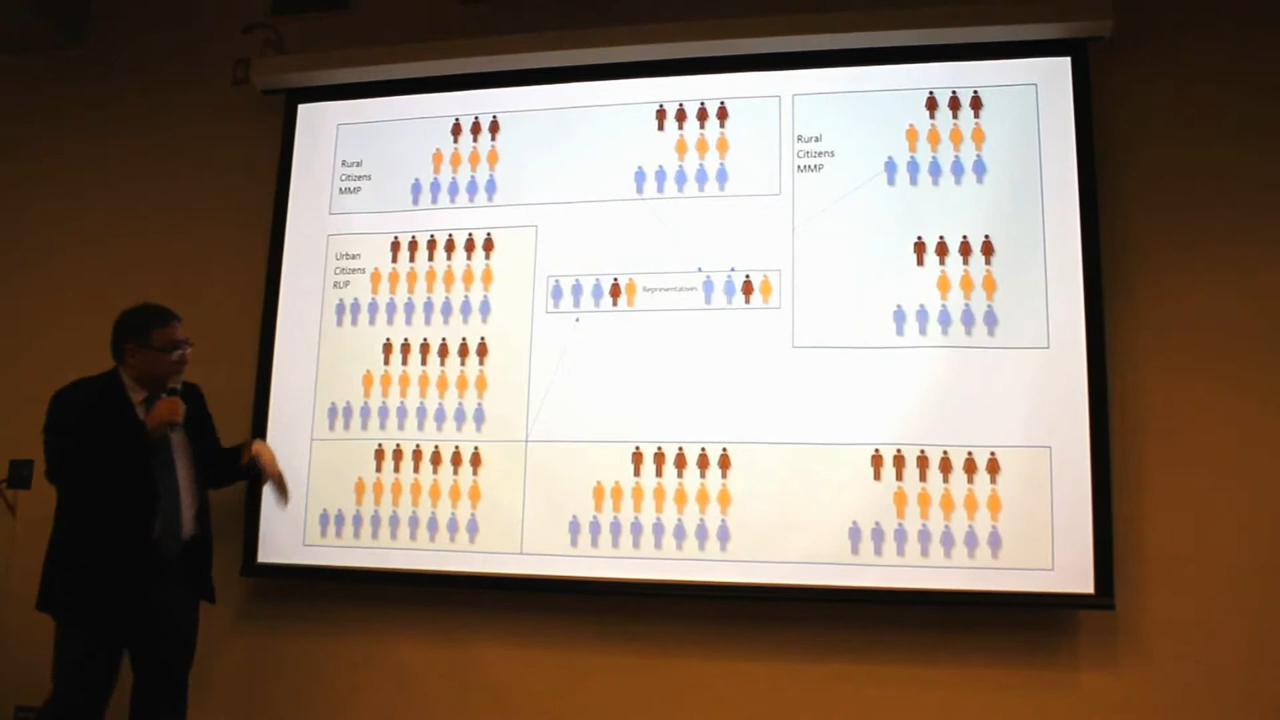 Rural
Citizens
MMP
Rural
Citizens
MMP
Urban
Citizens
RUP
Representatives